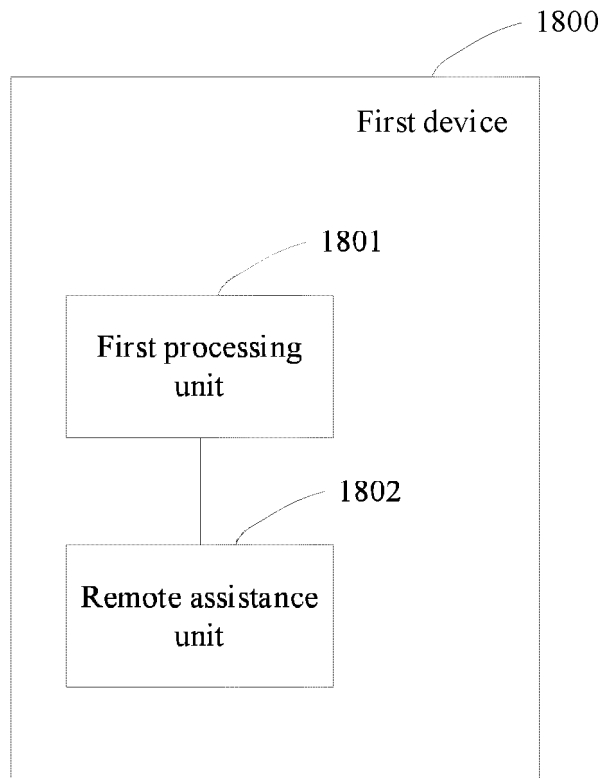 1800
First device
1801
First processing
unit
1802
Remote assistance
unit